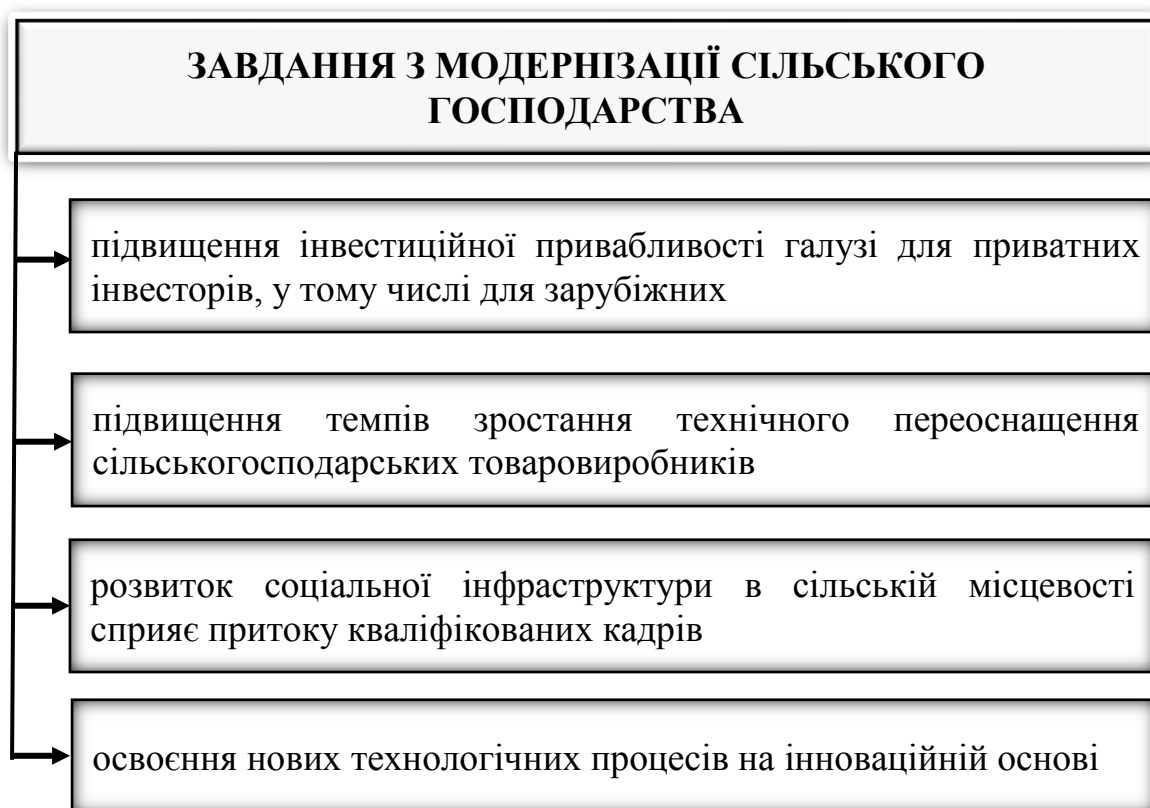 ЗАВДАННЯ З МОДЕРНІЗАЦІЇ СІЛЬСЬКОГО
ГОСПОДАРСТВА
підвищення інвестиційної привабливості галузі для приватних
інвесторів, у тому числі для зарубіжних
підвищення темпів зростання технічного переоснащення
сільськогосподарських товаровиробників
розвиток соціальної інфраструктури в сільській місцевості
сприяє притоку кваліфікованих кадрів
освоєння нових технологічних процесів на інноваційній основі